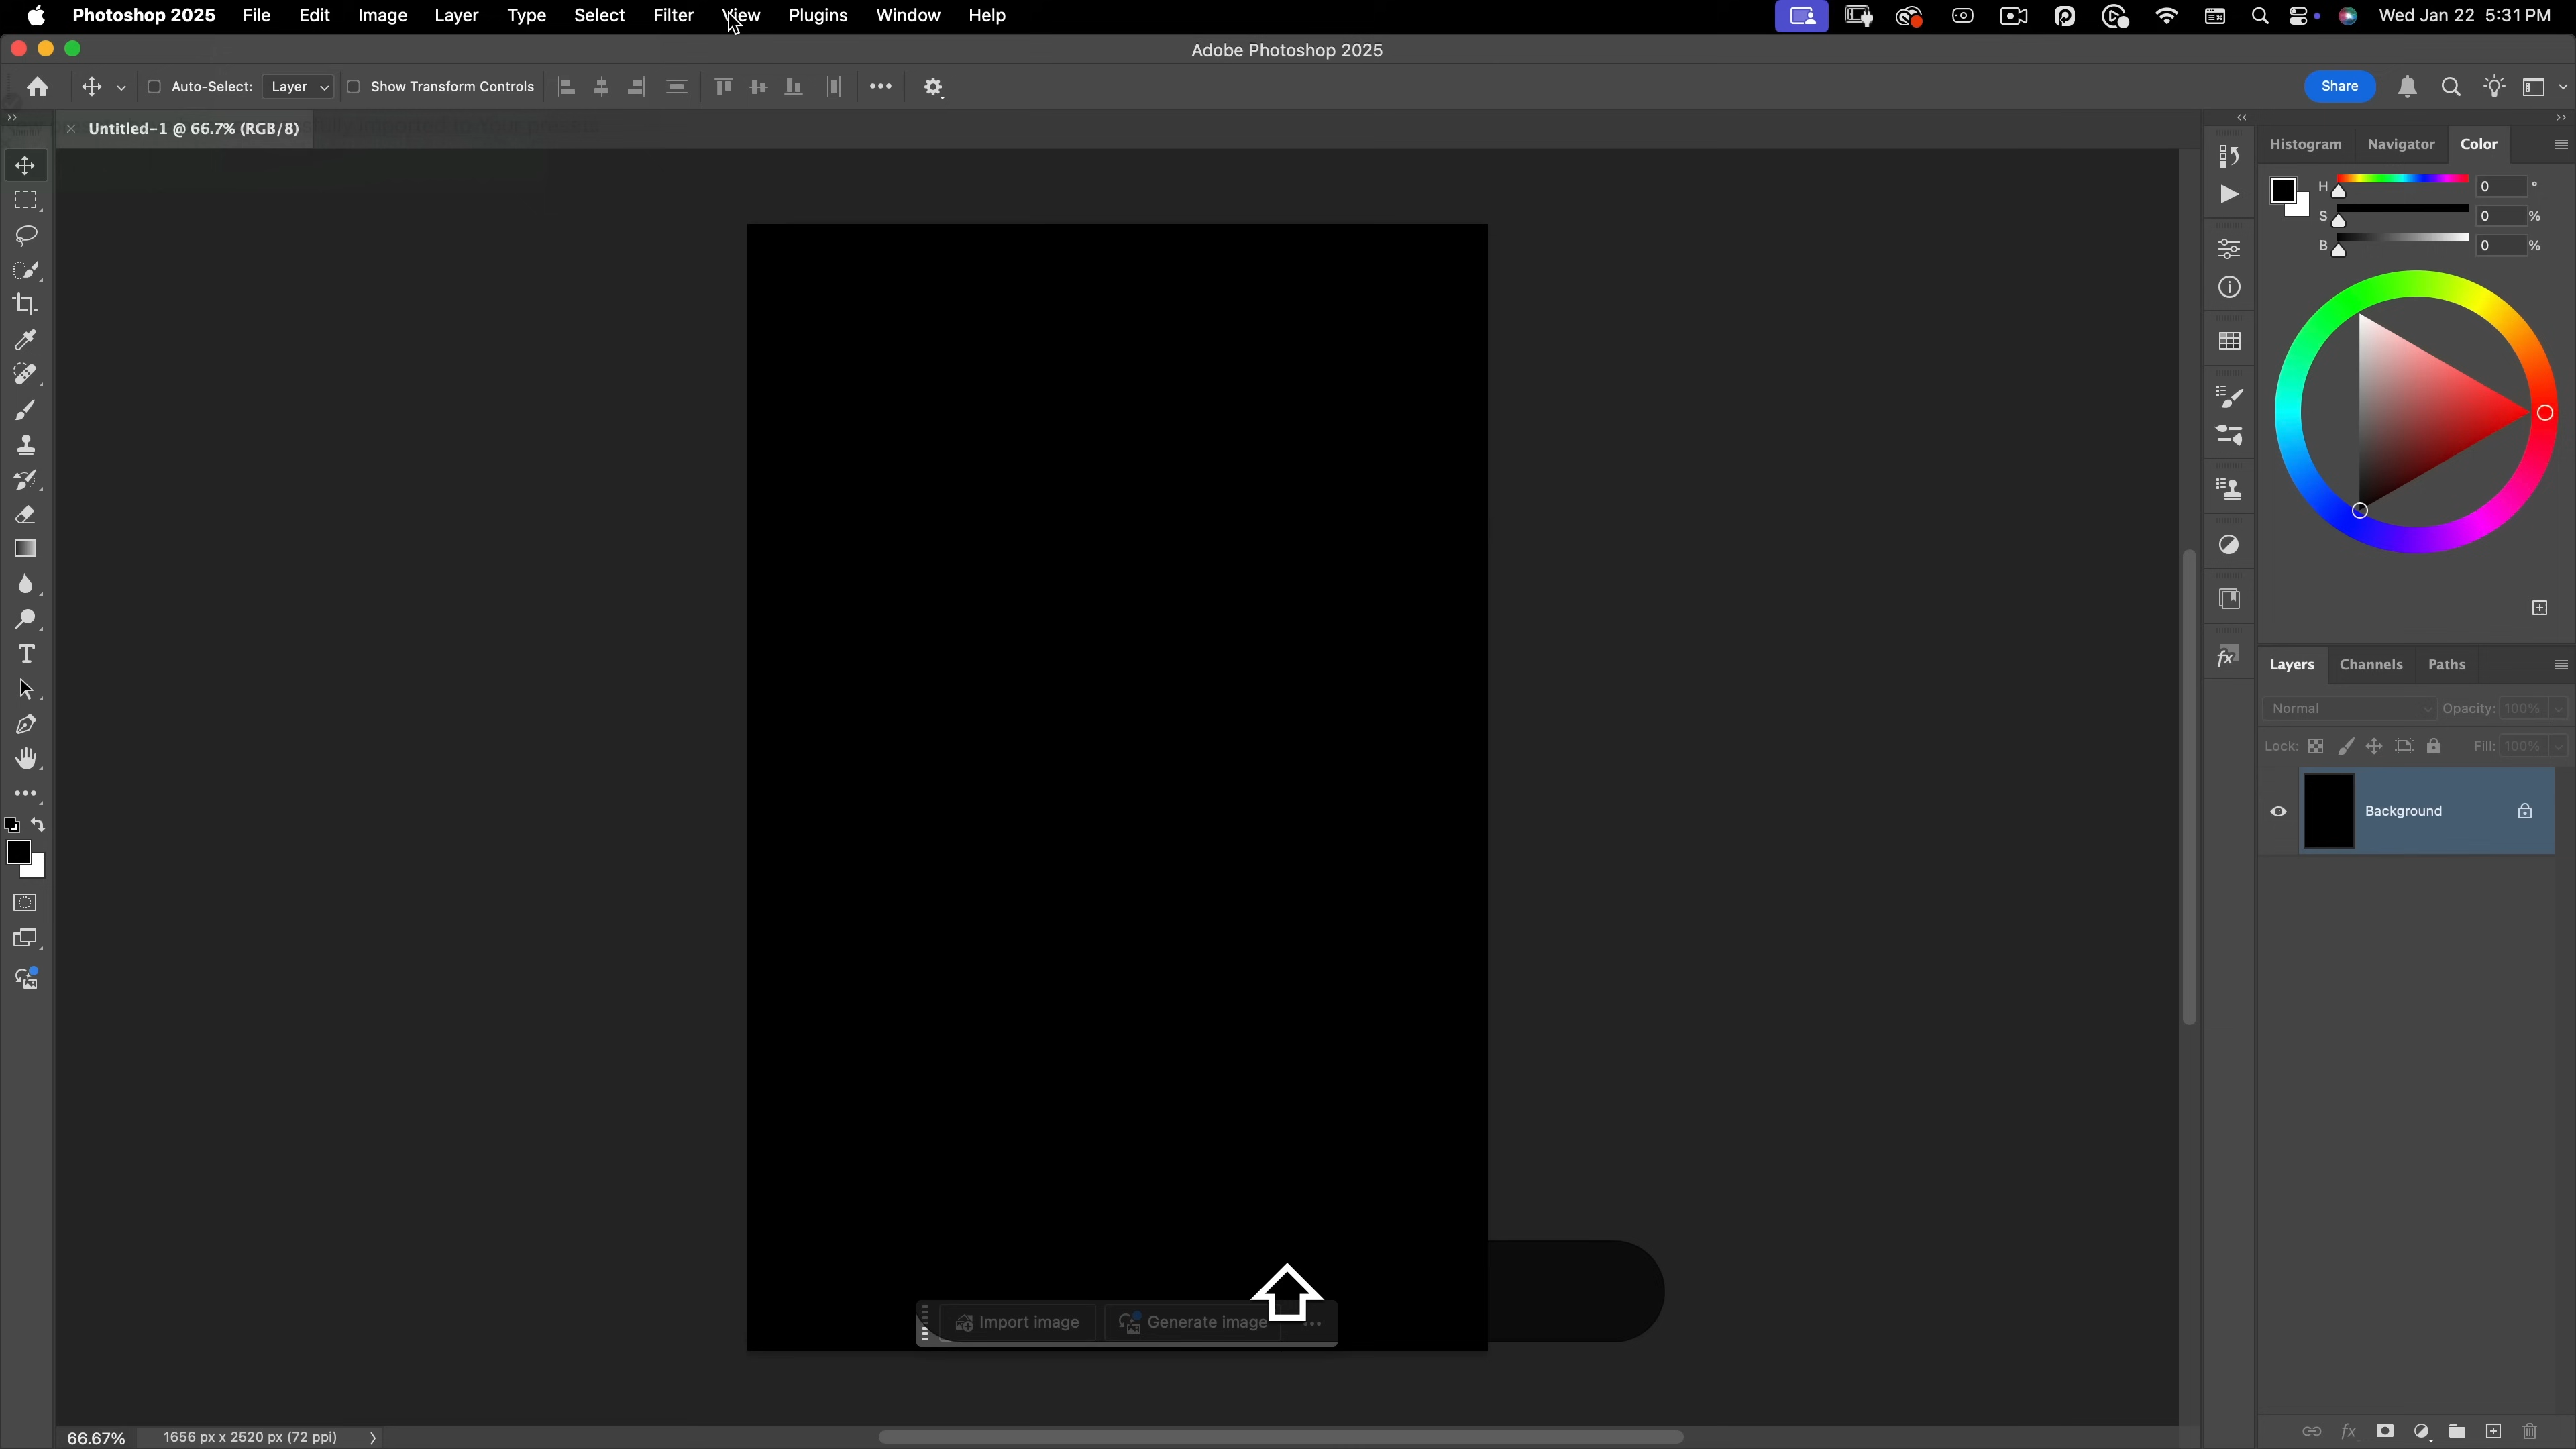 Photoshop 2025 File Edit Image Layer Type Select Filter View Plugins Window Help Wed Jan 22 5:31 PM
Adobe Photoshop 2025
Auto-Select: Layer Show Transform Controls Share
Untitled-1 @ 66.7% (RGB/8)
Histogram Navigator Color
H 0 °
S 0 %
B 0 %
T
fx
Layers Channels Paths
Normal Opacity: 100%
Lock: Fill: 100%
Background
Import image Generate image
66.67% 1656 px x 2520 px (72 ppi)
fx